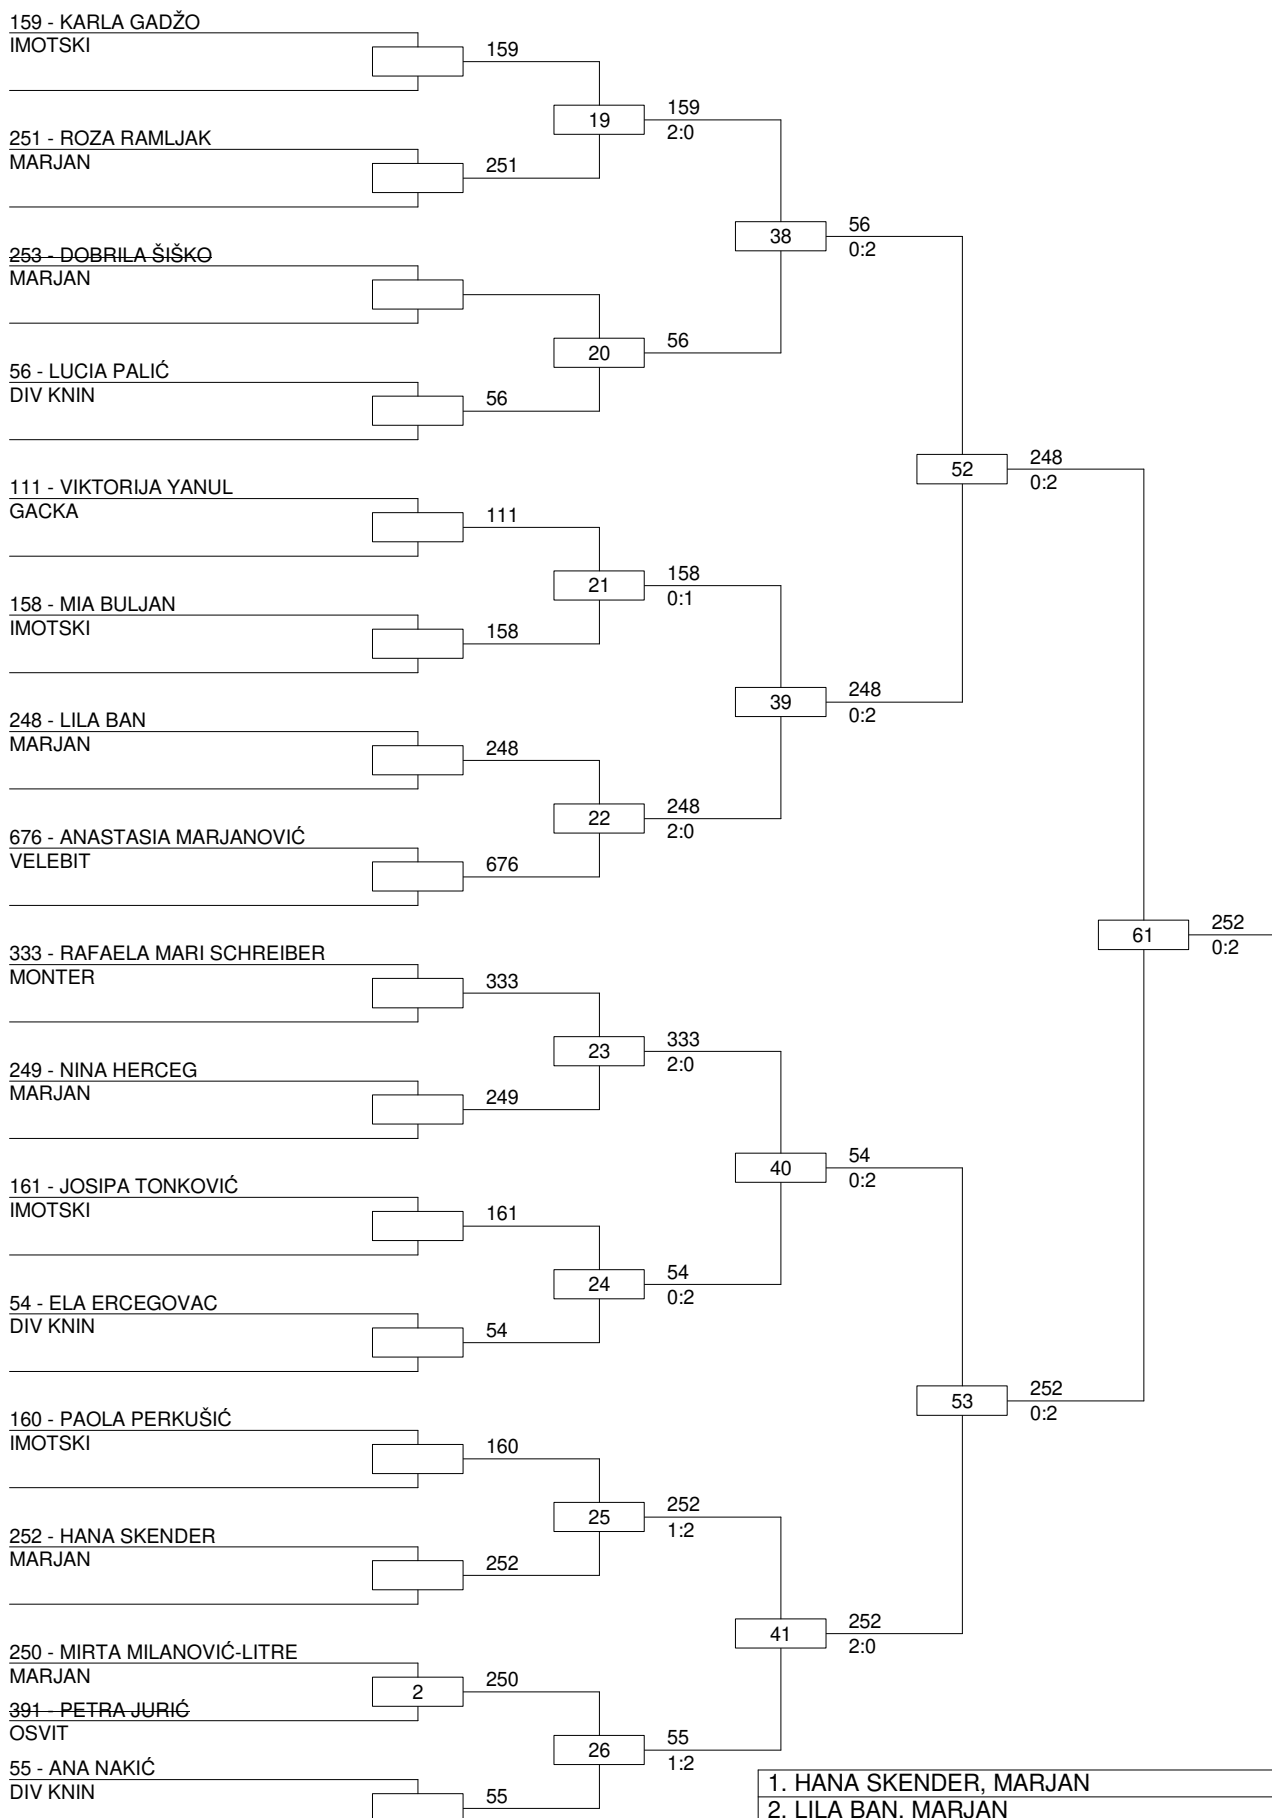 159 - KARLA GADŽO
IMOTSKI
159
19
159
2:0
251 - ROZA RAMLJAK
MARJAN
251
38
56
0:2
253 - DOBRILA ŠIŠKO
MARJAN
20
56
56 - LUCIA PALIĆ
DIV KNIN
56
52
248
0:2
111 - VIKTORIJA YANUL
GACKA
111
21
158
0:1
158 - MIA BULJAN
IMOTSKI
158
39
248
0:2
248 - LILA BAN
MARJAN
248
22
248
2:0
676 - ANASTASIA MARJANOVIĆ
VELEBIT
676
61
252
0:2
333 - RAFAELA MARI SCHREIBER
MONTER
333
23
333
2:0
249 - NINA HERCEG
MARJAN
249
40
54
0:2
161 - JOSIPA TONKOVIĆ
IMOTSKI
161
24
54
0:2
54 - ELA ERCEGOVAC
DIV KNIN
54
53
252
0:2
160 - PAOLA PERKUŠIĆ
IMOTSKI
160
25
252
1:2
252 - HANA SKENDER
MARJAN
252
41
252
2:0
250 - MIRTA MILANOVIĆ-LITRE
MARJAN
2
250
391 - PETRA JURIĆ
OSVIT
26
55
1:2
55 - ANA NAKIĆ
DIV KNIN
55
1. HANA SKENDER, MARJAN
2. LILA BAN, MARJAN